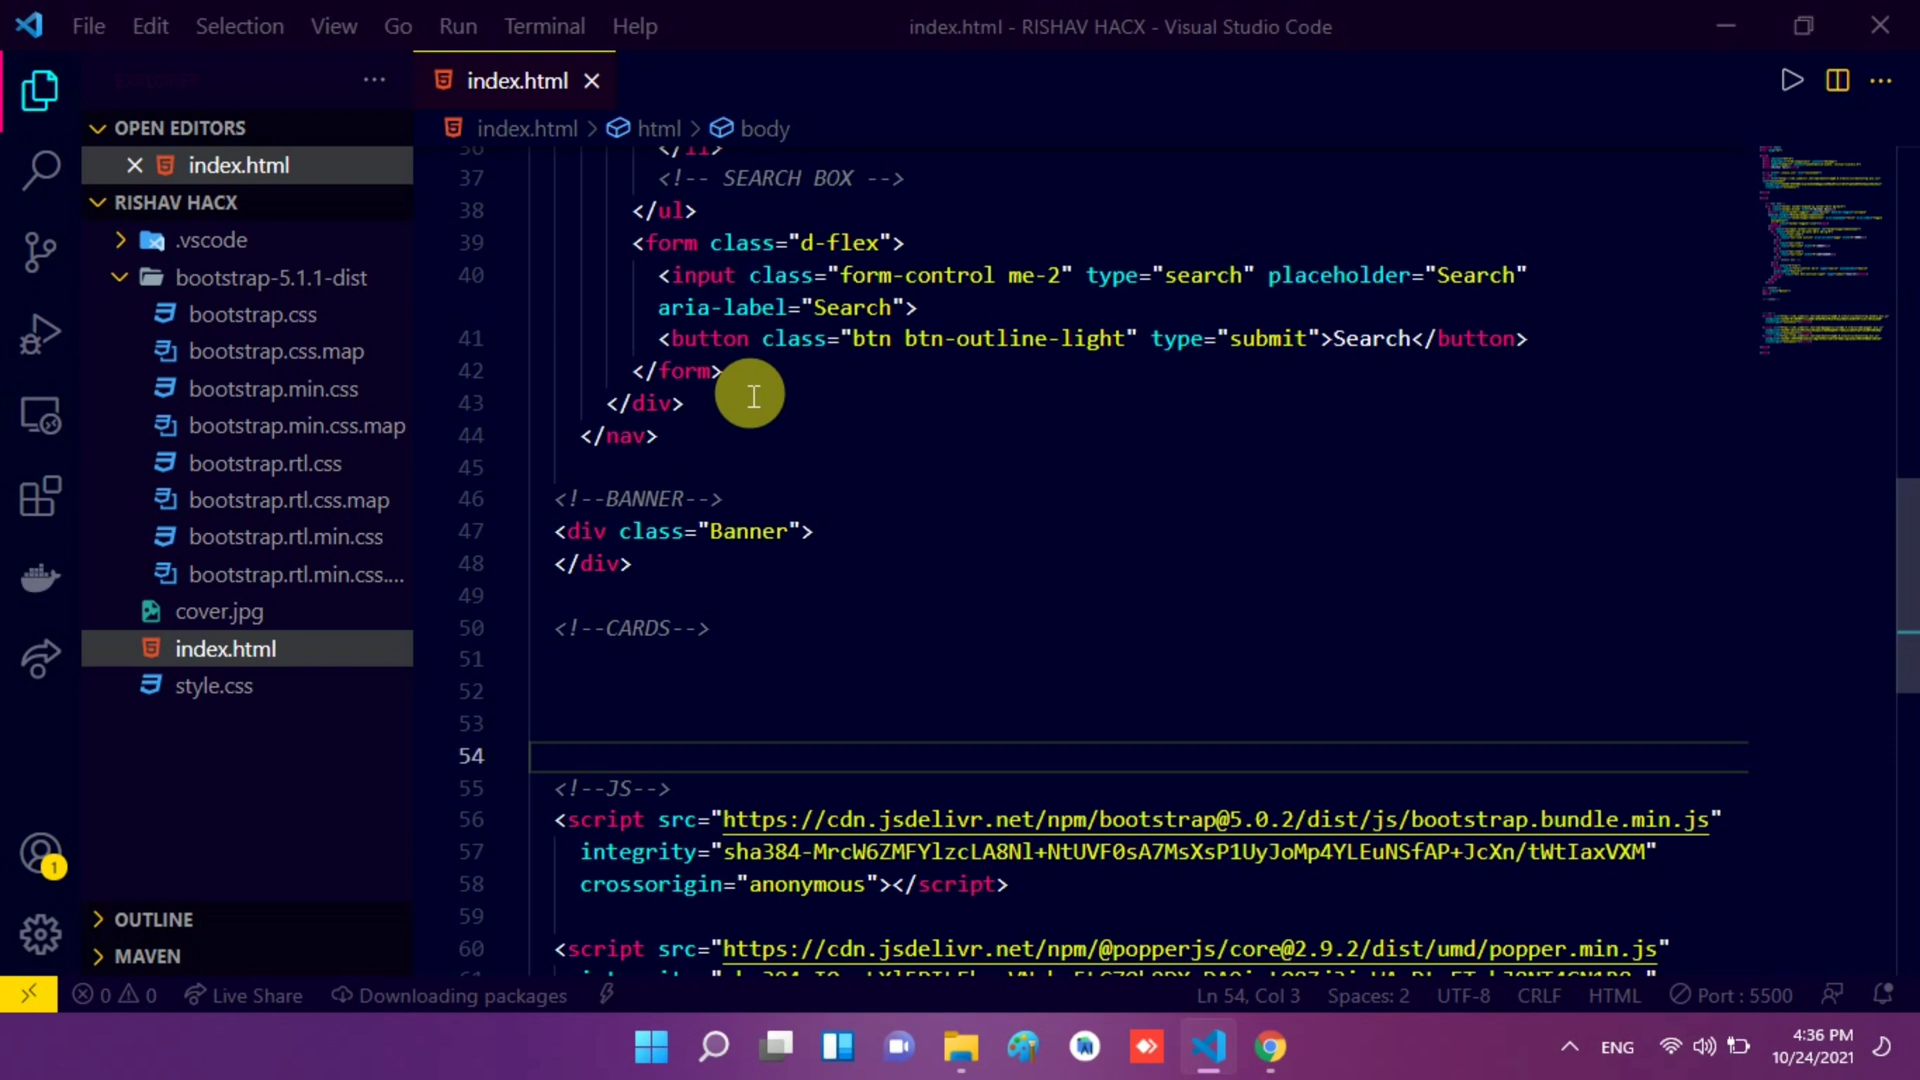 File Edit Selection View Go Run Terminal Help
index.html - RISHAV HACX - Visual Studio Code
EXPLORER
index.html
OPEN EDITORS
index.html > html > body
index.html
RISHAV HACX
.vscode
bootstrap-5.1.1-dist
bootstrap.css
bootstrap.css.map
bootstrap.min.css
bootstrap.min.css.map
bootstrap.rtl.css
bootstrap.rtl.css.map
bootstrap.rtl.min.css
bootstrap.rtl.min.css....
cover.jpg
index.html
style.css
OUTLINE
MAVEN
36 </li>
37 <!-- SEARCH BOX -->
38 </ul>
39 <form class="d-flex">
40 <input class="form-control me-2" type="search" placeholder="Search"
aria-label="Search">
41 <button class="btn btn-outline-light" type="submit">Search</button>
42 </form>
43 </div>
44 </nav>
45
46 <!--BANNER-->
47 <div class="Banner">
48 </div>
49
50 <!--CARDS-->
51
52
53
54
55 <!--JS-->
56 <script src="https://cdn.jsdelivr.net/npm/bootstrap@5.0.2/dist/js/bootstrap.bundle.min.js"
57 integrity="sha384-MrcW6ZMFYlzcLA8Nl+NtUVF0sA7MsXsP1UyJoMp4YLEuNSfAP+JcXn/tWtIaxVXM"
58 crossorigin="anonymous"></script>
59
60 <script src="https://cdn.jsdelivr.net/npm/@popperjs/core@2.9.2/dist/umd/popper.min.js"
1
0 0 Live Share Downloading packages
Ln 54, Col 3 Spaces: 2 UTF-8 CRLF HTML Port : 5500
ENG
4:36 PM
10/24/2021